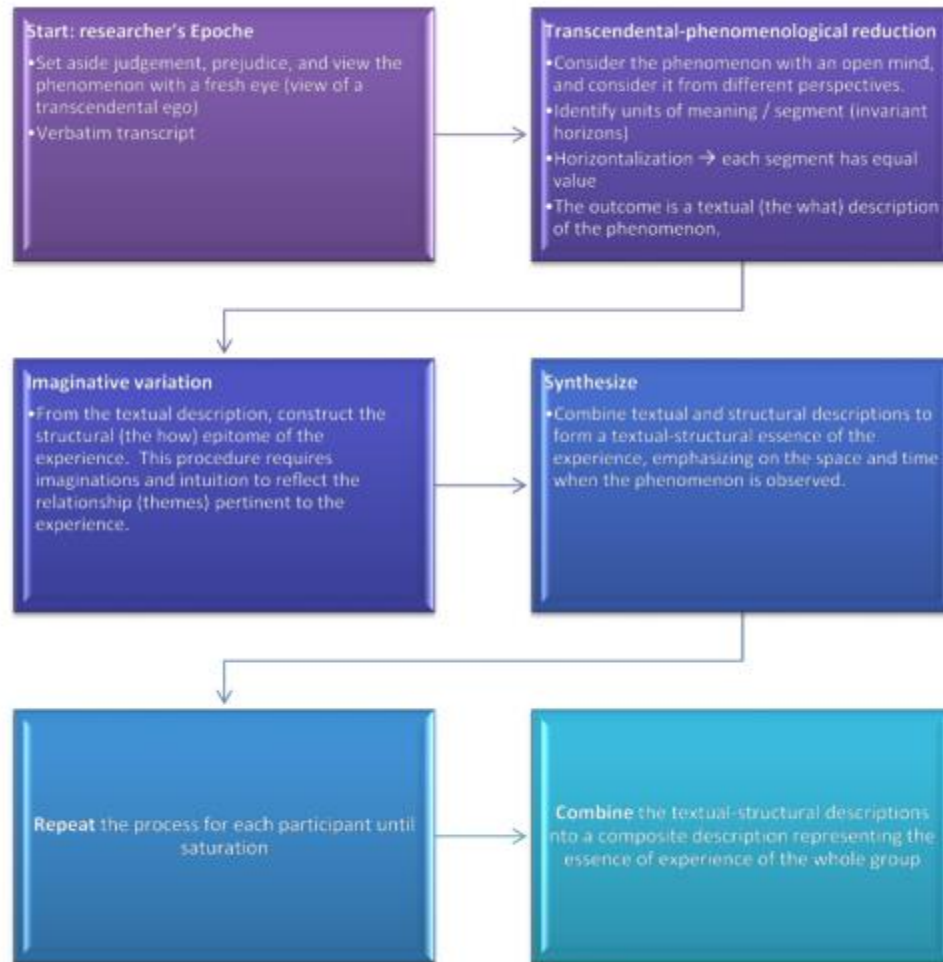 Start: researcher's Epoche
•Set aside judgement, prejudice, and view the
phenomenon with a fresh eye (view of a
transcendental ego)
•Verbatim transcript
Transcendental-phenomenological reduction
•Consider the phenomenon with an open mind,
and consider it from different perspectives.
•Identify units of meaning / segment (invariant
horizons)
•Horizontalization → each segment has equal
value
•The outcome is a textual (the what) description
of the phenomenon.
Imaginative variation
•From the textual description, construct the
structural (the how) epitome of the
experience. This procedure requires
imaginations and intuition to reflect the
relationship (themes) pertinent to the
experience.
Synthesize
•Combine textual and structural descriptions to
form a textual-structural essence of the
experience, emphasizing on the space and time
when the phenomenon is observed.
Repeat the process for each participant until
saturation
Combine the textual-structural descriptions
into a composite description representing the
essence of experience of the whole group